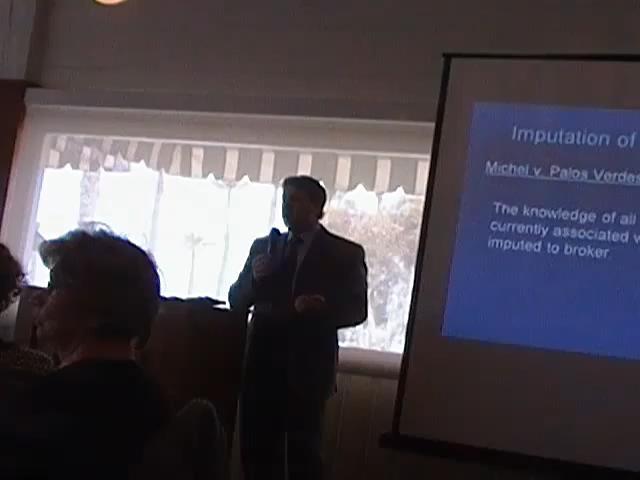 Imputation of
Michel v. Palos Verdes
The knowledge of all
currently associated
imputed to broker.